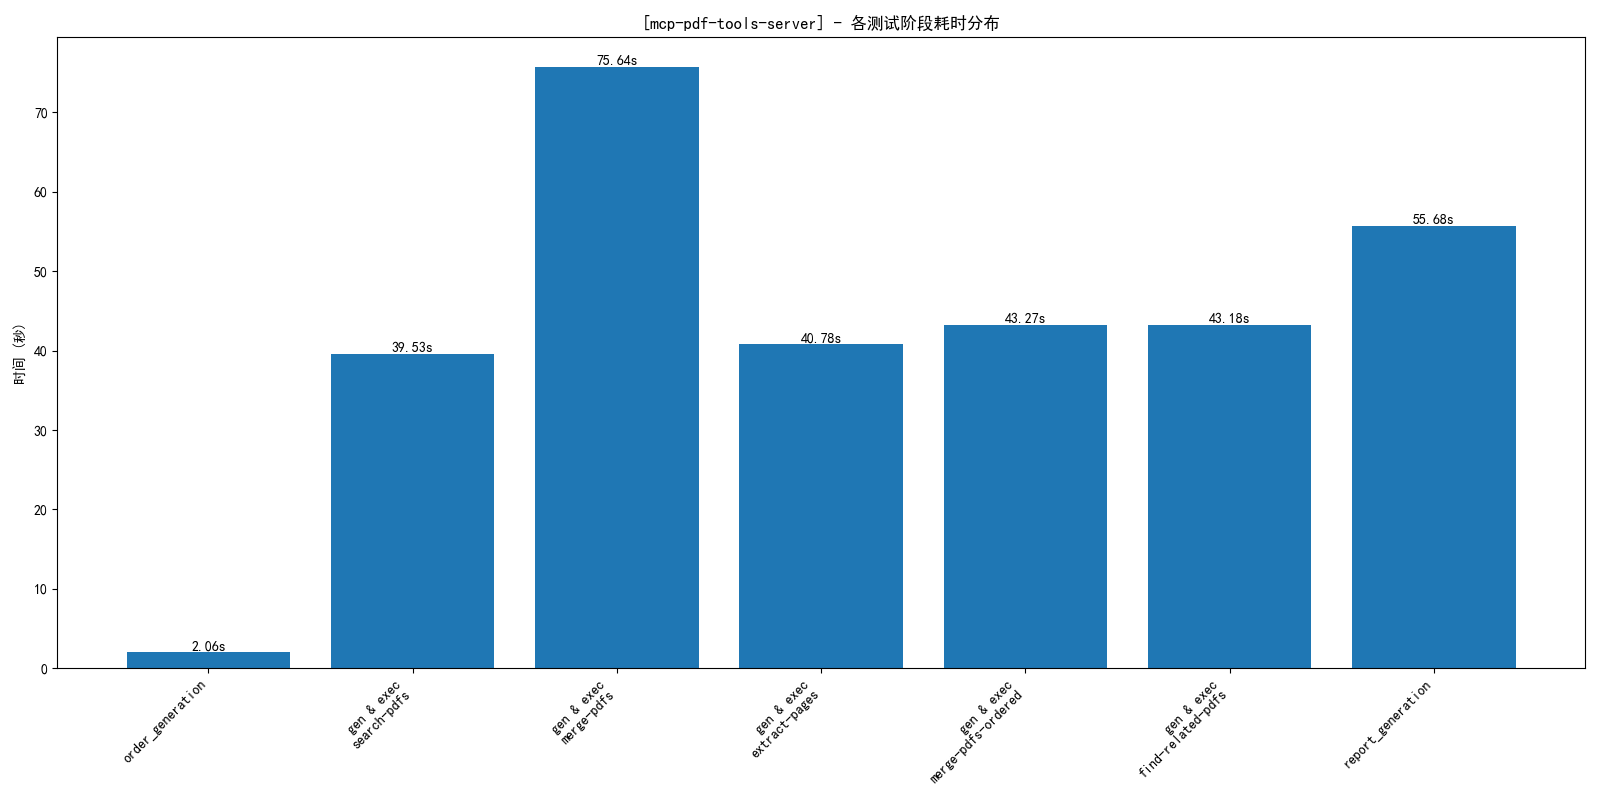 [mcp-pdf-tools-server] - 各测试阶段耗时分布
时间 (秒)
70
60
50
40
30
20
10
0
2.06s
39.53s
75.64s
40.78s
43.27s
43.18s
55.68s
order_generation
gen & exec
search-pdfs
gen & exec
merge-pdfs
gen & exec
extract-pages
gen & exec
merge-pdfs-ordered
gen & exec
find-related-pdfs
report_generation